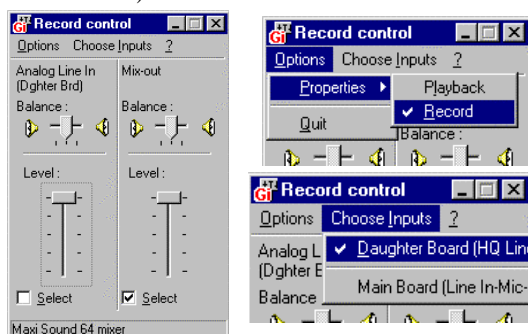 Record control
Options Choose Inputs ?
Analog Line In Mix-out
(Dghter Brd)
Balance : Balance :
Level : Level :
Select Select
Maxi Sound 64 mixer
Record control
Options Choose Inputs ?
Properties Playback
Record
Quit
Balance :
Record control
Options Choose Inputs ?
Analog L Daughter Board (HQ Line
(Dghter B
Main Board (Line In-Mic-
Balance